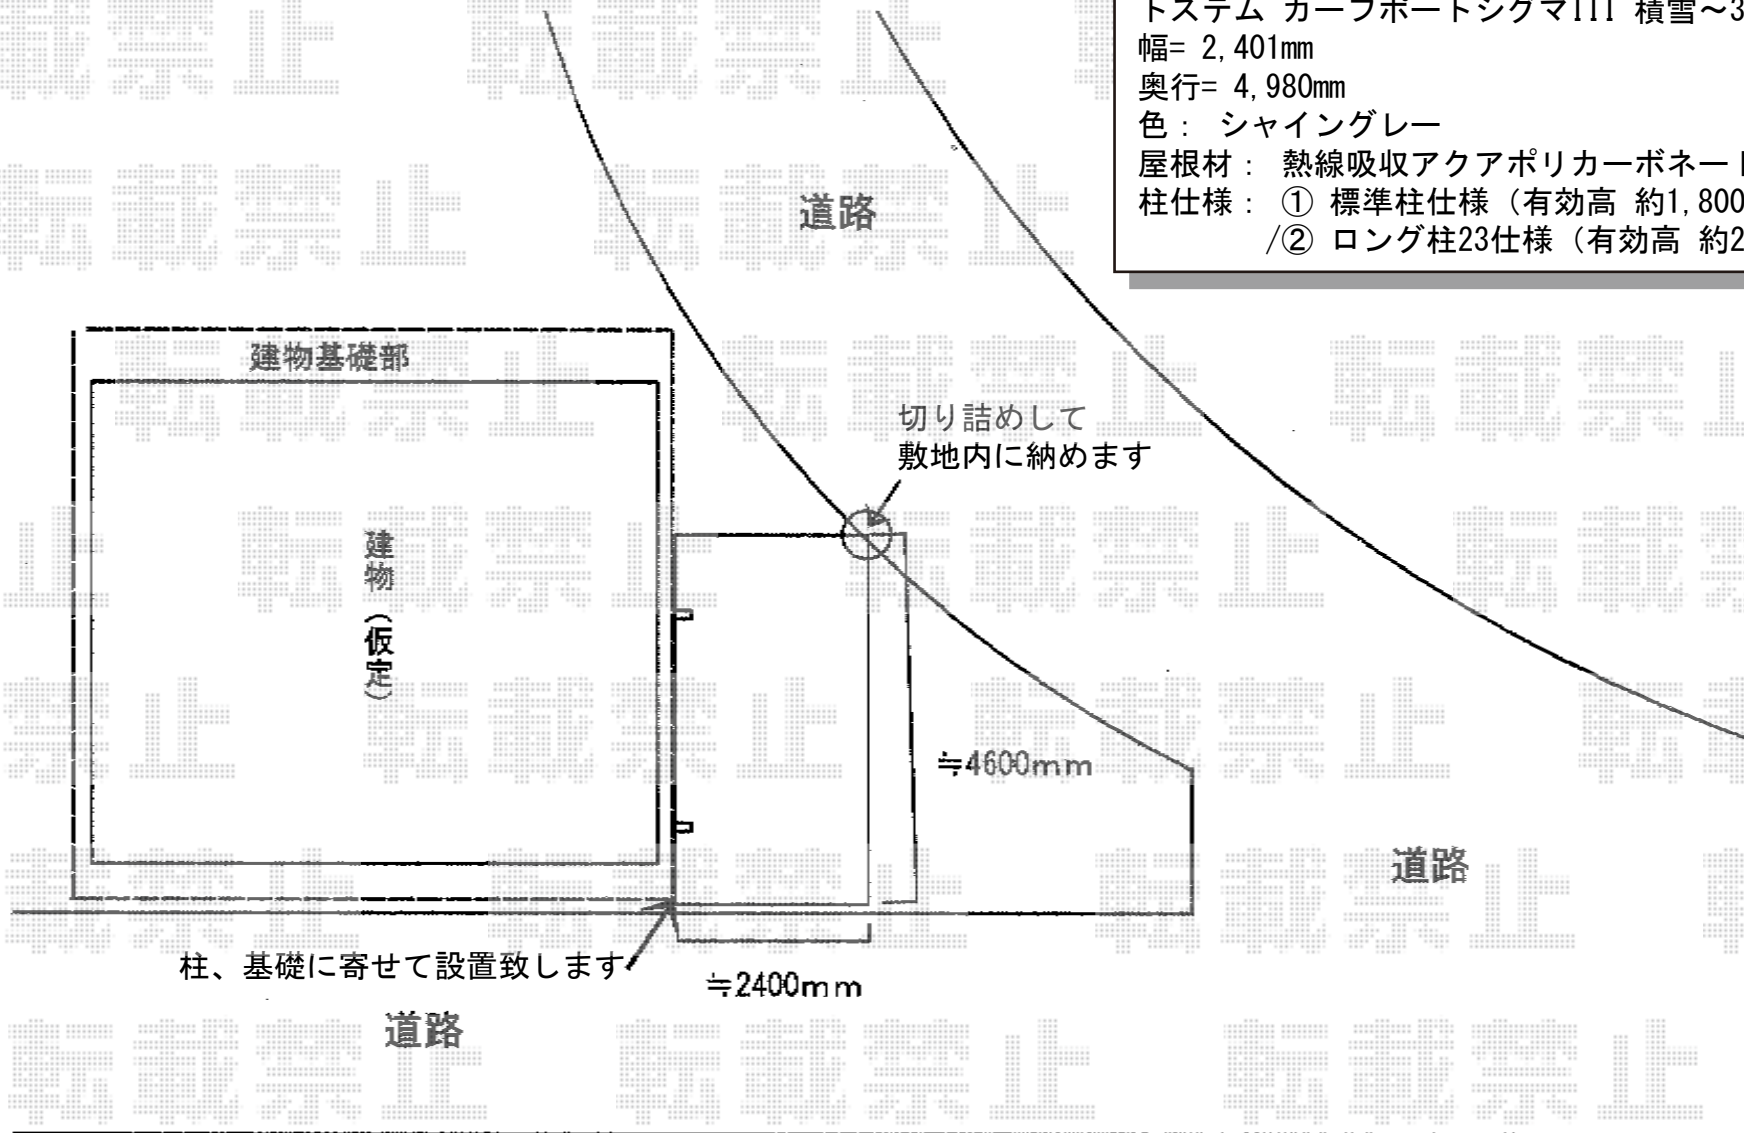 トステム カーブポートシグマIII 積雪～3
幅= 2,401mm
奥行= 4,980mm
色： シャイングレー
屋根材： 熱線吸収アクアポリカーボネート
柱仕様： ① 標準柱仕様（有効高 約1,800
/② ロング柱23仕様（有効高 約2
道路
建物基礎部
切り詰めして
敷地内に納めます
建物（仮定）
≒4600mm
道路
柱、基礎に寄せて設置致します
≒2400mm
道路
転載禁止